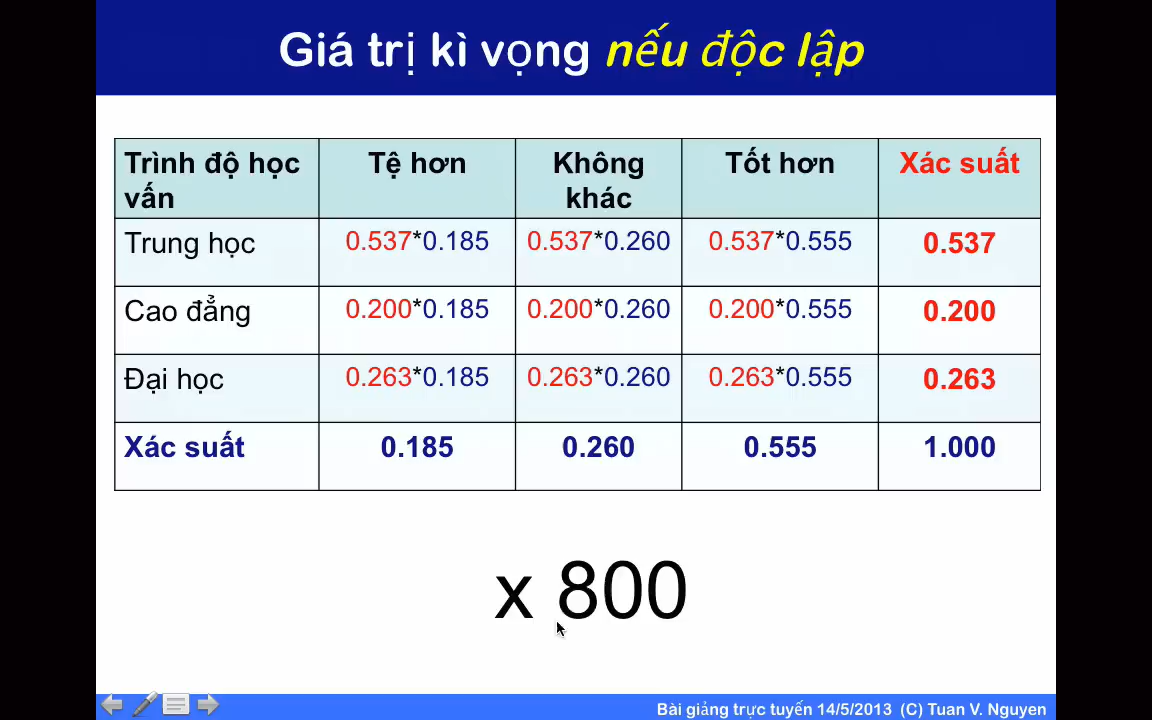 Giá trị kì vọng nếu độc lập
Trình độ học vấn Tệ hơn Không khác Tốt hơn Xác suất
Trung học 0.537*0.185 0.537*0.260 0.537*0.555 0.537
Cao đẳng 0.200*0.185 0.200*0.260 0.200*0.555 0.200
Đại học 0.263*0.185 0.263*0.260 0.263*0.555 0.263
Xác suất 0.185 0.260 0.555 1.000
x 800
Bài giảng trực tuyến 14/5/2013 (C) Tuan V. Nguyen